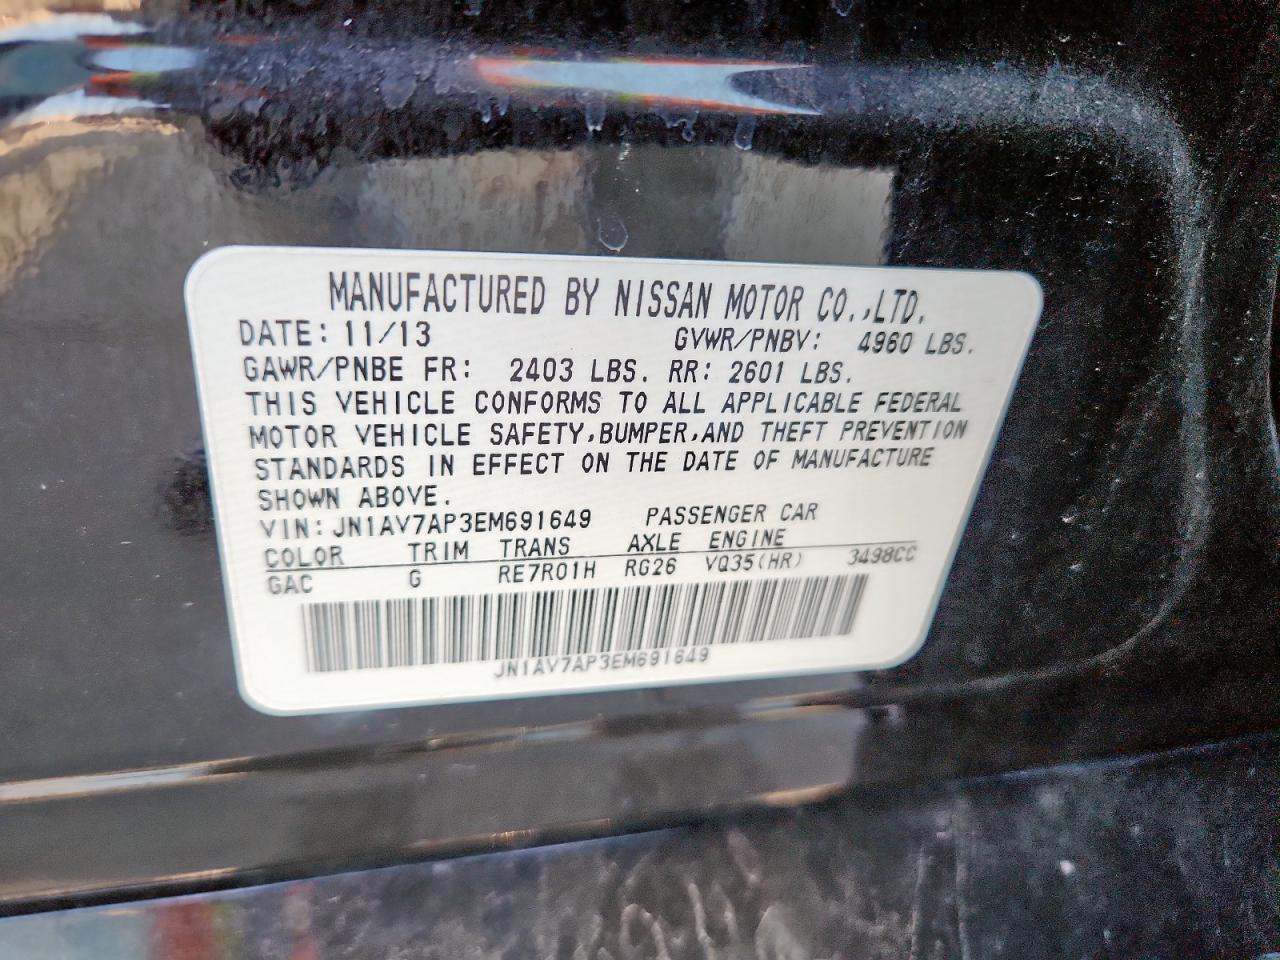 MANUFACTURED BY NISSAN MOTOR CO.,LTD.
DATE: 11/13 GVWR/PNBV: 4960 LBS.
GAWR/PNBE FR: 2403 LBS. RR: 2601 LBS.
THIS VEHICLE CONFORMS TO ALL APPLICABLE FEDERAL
MOTOR VEHICLE SAFETY,BUMPER,AND THEFT PREVENTION
STANDARDS IN EFFECT ON THE DATE OF MANUFACTURE
SHOWN ABOVE.
VIN:JN1AV7AP3EM691649 PASSENGER CAR
COLOR TRIM TRANS AXLE ENGINE
GAC G RE7R01H RG26 VQ35(HR) 3498CC
JN1AV7AP3EM691649